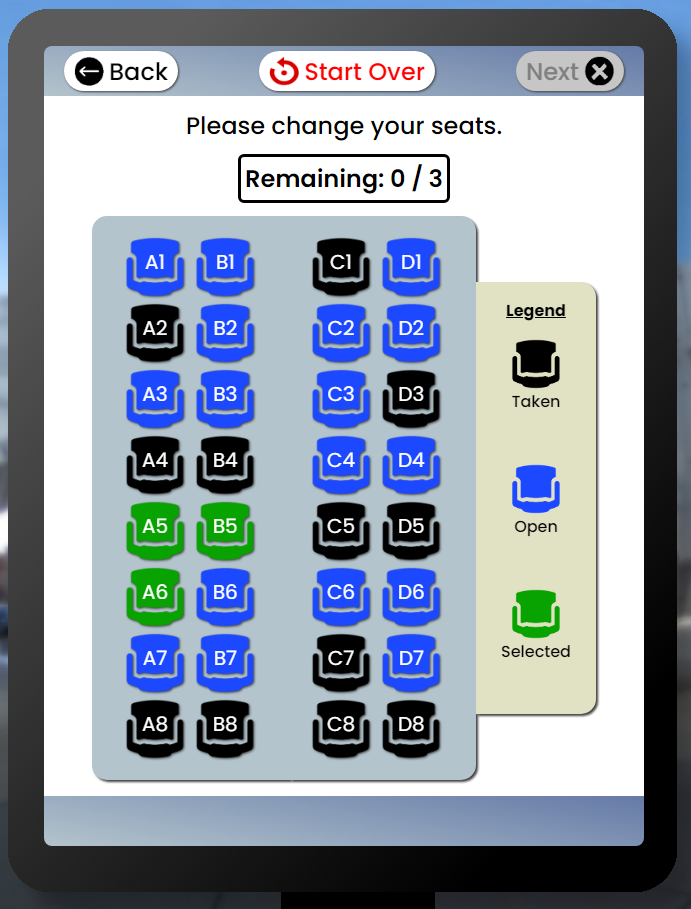 Back Start Over Next
Please change your seats.
Remaining: 0 / 3
A1 B1 C1 D1
A2 B2 C2 D2
A3 B3 C3 D3
A4 B4 C4 D4
A5 B5 C5 D5
A6 B6 C6 D6
A7 B7 C7 D7
A8 B8 C8 D8
Legend
Taken
Open
Selected